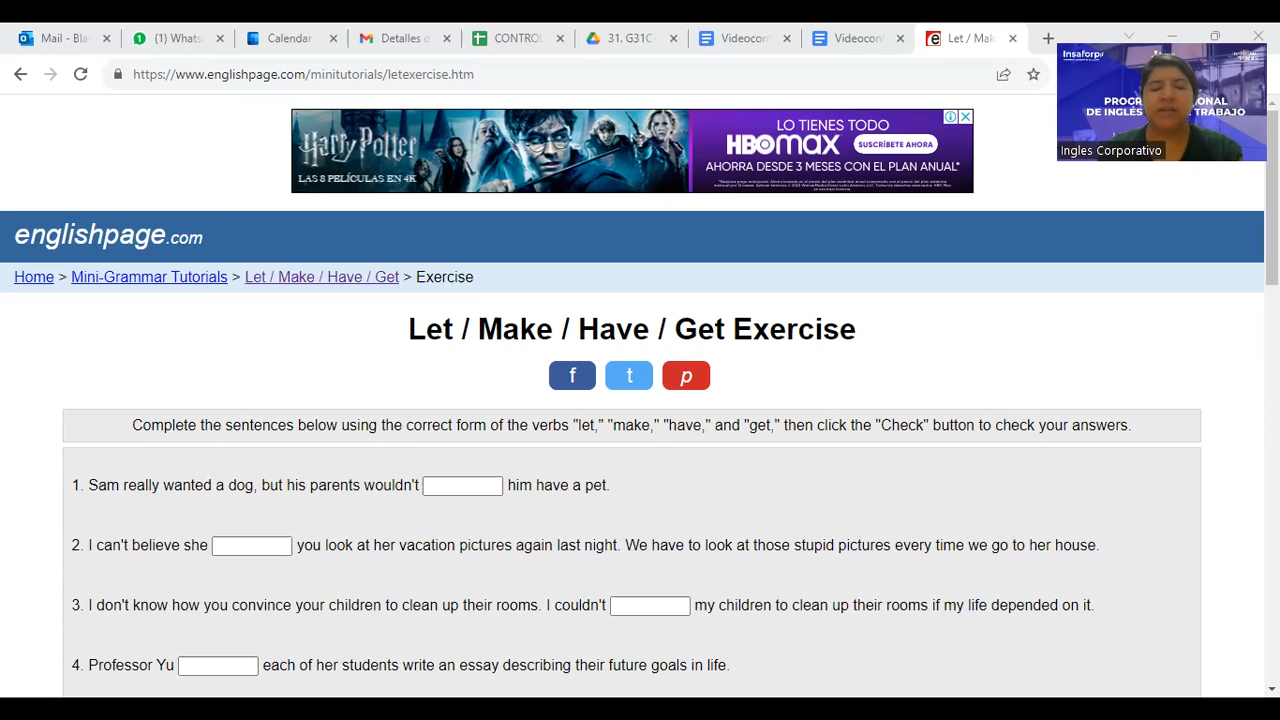 Mail - Bla
(1) Whats
Calendar
Detalles d
CONTROL
31. G31C-
Videoconf
Videocon
Let / Mak
https://www.englishpage.com/minitutorials/letexercise.htm
Harry Potter
LAS 8 PELÍCULAS EN 4K
LO TIENES TODO
HBOmax SUSCRÍBETE AHORA
AHORA DESDE 3 MESES CON EL PLAN ANUAL*
Insaforp
Ingles Corporativo
englishpage.com
Home > Mini-Grammar Tutorials > Let / Make / Have / Get > Exercise
Let / Make / Have / Get Exercise
f t p
Complete the sentences below using the correct form of the verbs "let," "make," "have," and "get," then click the "Check" button to check your answers.
1. Sam really wanted a dog, but his parents wouldn't him have a pet.
2. I can't believe she you look at her vacation pictures again last night. We have to look at those stupid pictures every time we go to her house.
3. I don't know how you convince your children to clean up their rooms. I couldn't my children to clean up their rooms if my life depended on it.
4. Professor Yu each of her students write an essay describing their future goals in life.